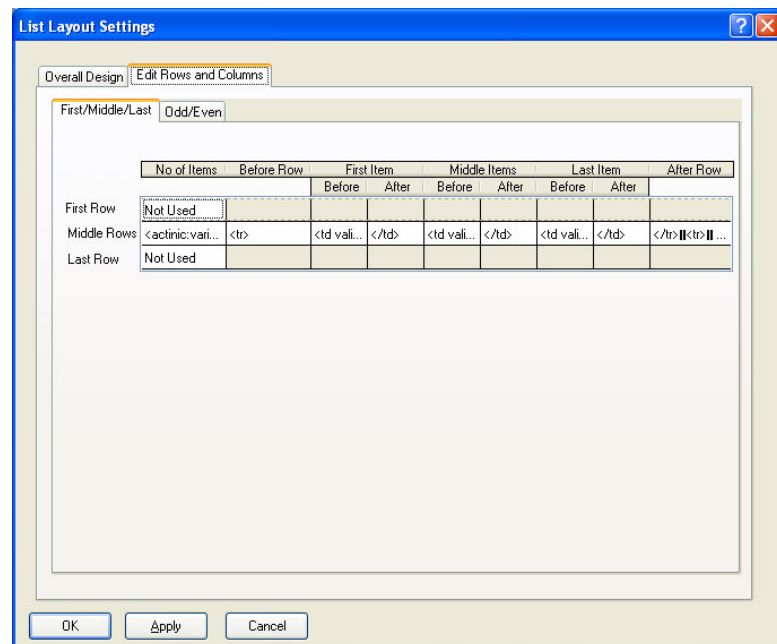 List Layout Settings
Overall Design Edit Rows and Columns
First/Middle/Last Odd/Even
No of Items Before Row First Item Middle Items Last Item After Row
Before After Before After Before After
First Row Not Used
Middle Rows <actinic:vari... <tr> <td vali... </td> <td vali... </td> <td vali... </td> </tr>||<tr>|| ...
Last Row Not Used
OK Apply Cancel